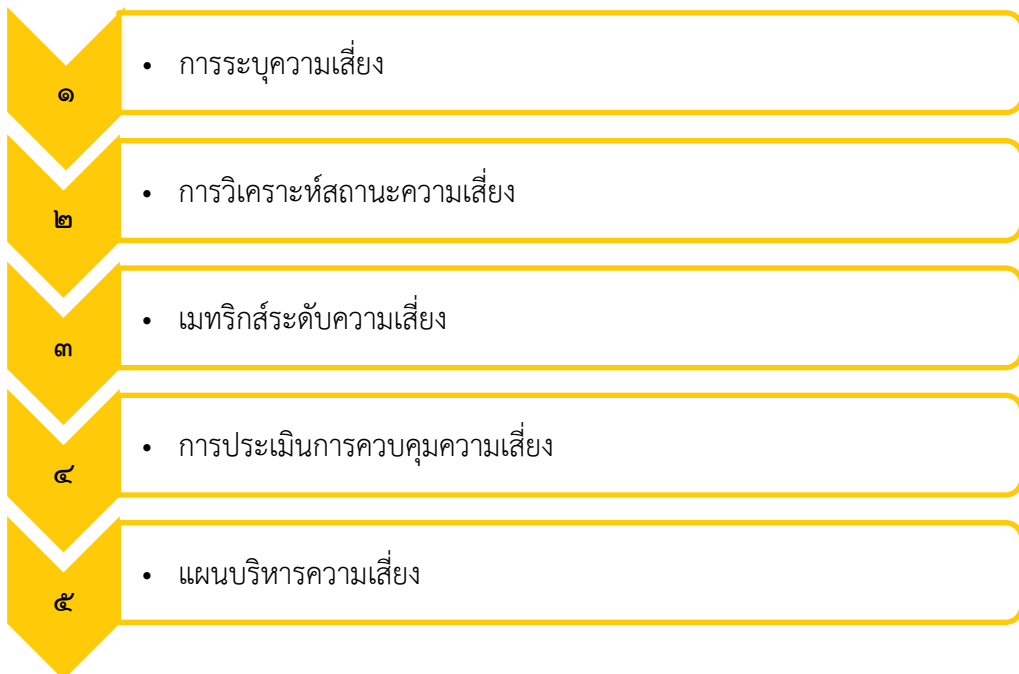 ๑
• การระบุความเสี่ยง
๒
• การวิเคราะห์สถานะความเสี่ยง
๓
• เมทริกส์ระดับความเสี่ยง
๔
• การประเมินการควบคุมความเสี่ยง
๕
• แผนบริหารความเสี่ยง